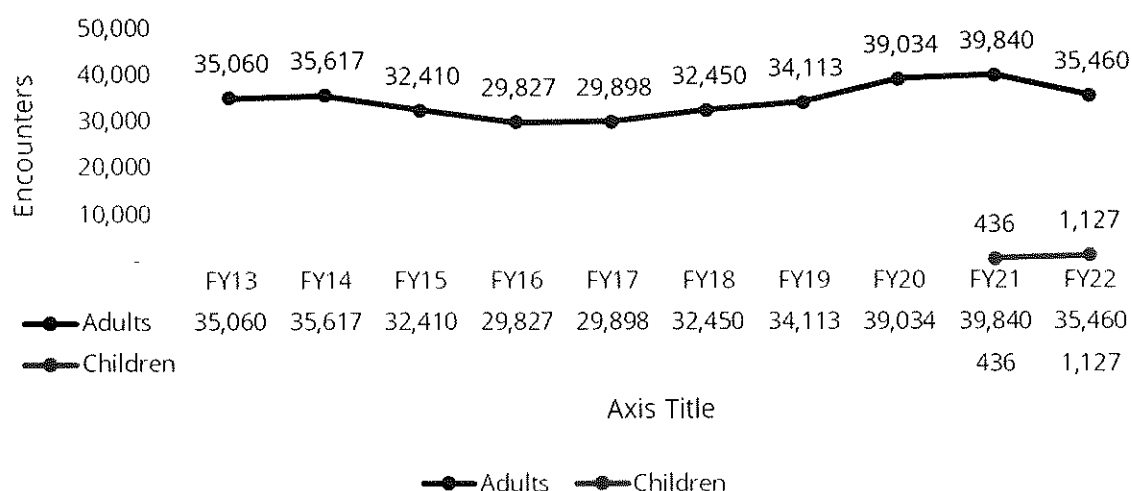 50,000
40,000
30,000
20,000
10,000
-
Encounters
35,060 35,617 32,410 29,827 29,898 32,450 34,113 39,034 39,840 35,460
436 1,127
FY13 FY14 FY15 FY16 FY17 FY18 FY19 FY20 FY21 FY22
Adults 35,060 35,617 32,410 29,827 29,898 32,450 34,113 39,034 39,840 35,460
Children 436 1,127
Axis Title
Adults Children